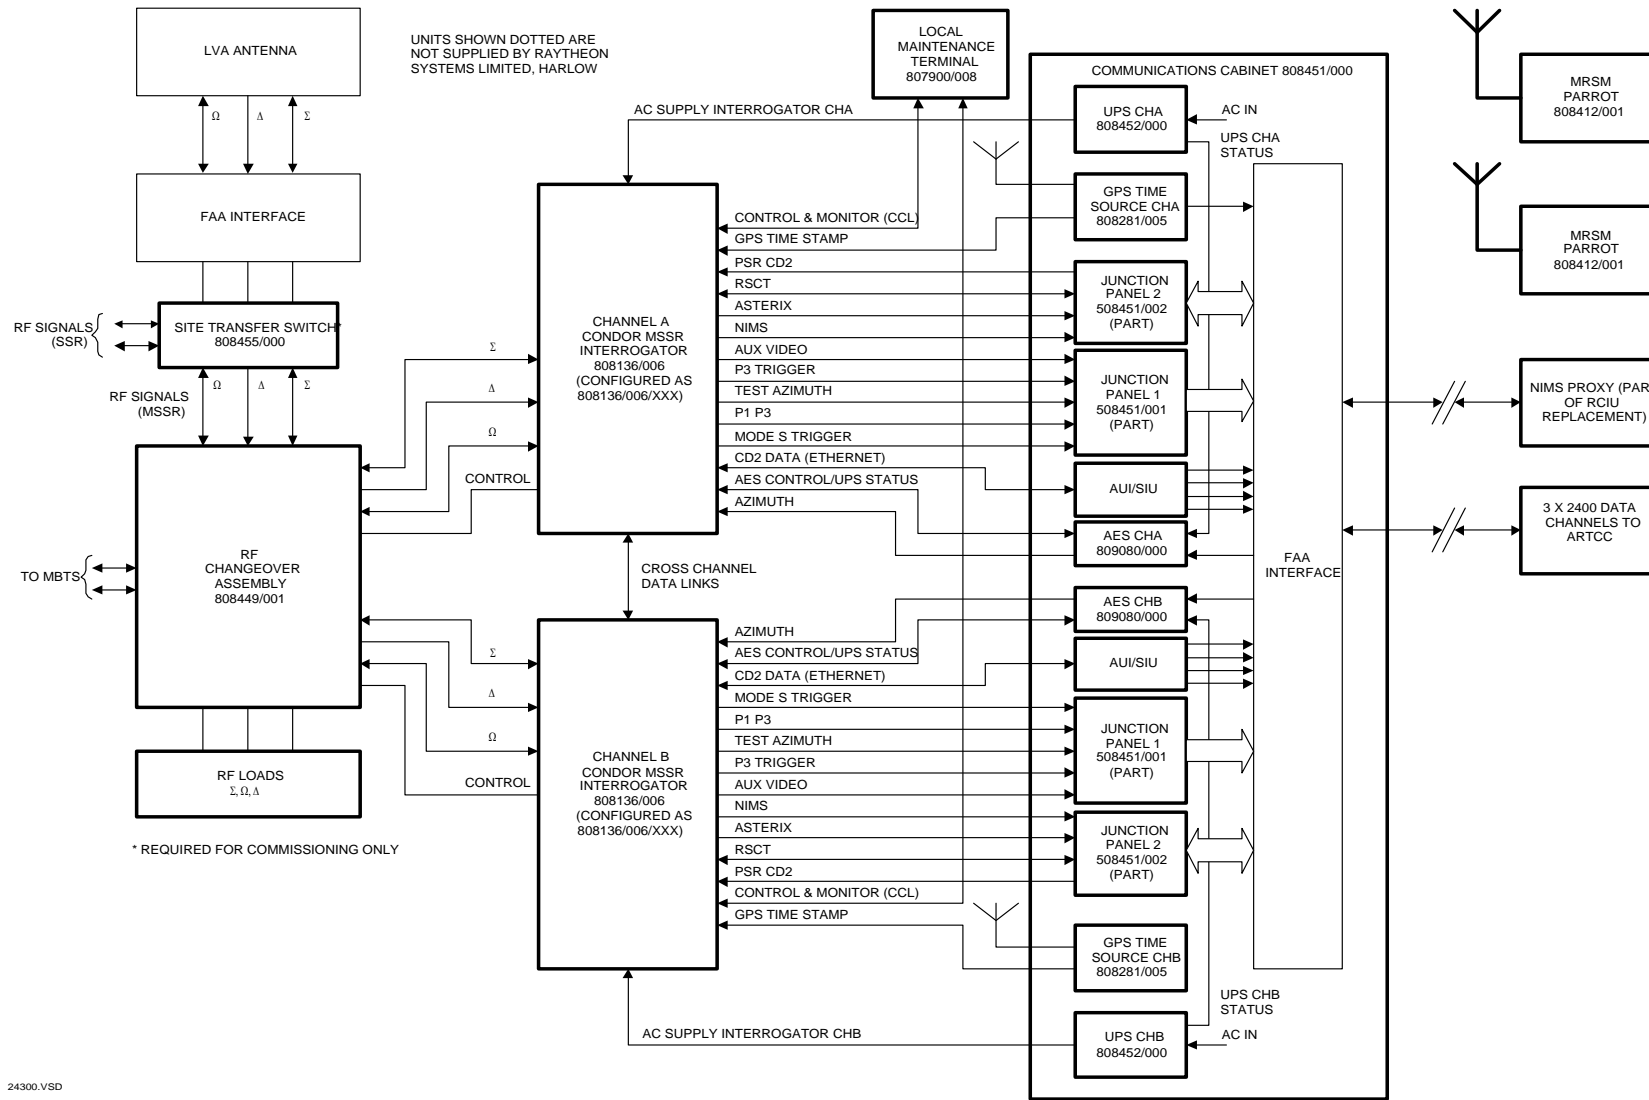 LVA ANTENNA
UNITS SHOWN DOTTED ARE
NOT SUPPLIED BY RAYTHEON
SYSTEMS LIMITED, HARLOW
Ω
Δ
Σ
FAA INTERFACE
RF SIGNALS
(SSR)
SITE TRANSFER SWITCH*
808455/000
RF SIGNALS
(MSSR)
Ω
Δ
Σ
TO MBTS
RF
CHANGEOVER
ASSEMBLY
808449/001
RF LOADS
Σ, Ω, Δ
* REQUIRED FOR COMMISSIONING ONLY
Σ
Δ
Ω
CONTROL
Σ
Δ
Ω
CONTROL
AC SUPPLY INTERROGATOR CHA
CHANNEL A
CONDOR MSSR
INTERROGATOR
808136/006
(CONFIGURED AS
808136/006/XXX)
CROSS CHANNEL
DATA LINKS
CHANNEL B
CONDOR MSSR
INTERROGATOR
808136/006
(CONFIGURED AS
808136/006/XXX)
AC SUPPLY INTERROGATOR CHB
LOCAL
MAINTENANCE
TERMINAL
807900/008
CONTROL & MONITOR (CCL)
GPS TIME STAMP
PSR CD2
RSCT
ASTERIX
NIMS
AUX VIDEO
P3 TRIGGER
TEST AZIMUTH
P1 P3
MODE S TRIGGER
CD2 DATA (ETHERNET)
AES CONTROL/UPS STATUS
AZIMUTH
AZIMUTH
AES CONTROL/UPS STATUS
CD2 DATA (ETHERNET)
MODE S TRIGGER
P1 P3
TEST AZIMUTH
P3 TRIGGER
AUX VIDEO
NIMS
ASTERIX
RSCT
PSR CD2
CONTROL & MONITOR (CCL)
GPS TIME STAMP
COMMUNICATIONS CABINET 808451/000
UPS CHA
808452/000
AC IN
UPS CHA
STATUS
GPS TIME
SOURCE CHA
808281/005
JUNCTION
PANEL 2
508451/002
(PART)
JUNCTION
PANEL 1
508451/001
(PART)
AUI/SIU
AES CHA
809080/000
AES CHB
809080/000
AUI/SIU
JUNCTION
PANEL 1
508451/001
(PART)
JUNCTION
PANEL 2
508451/002
(PART)
GPS TIME
SOURCE CHB
808281/005
UPS CHB
STATUS
UPS CHB
808452/000
AC IN
FAA
INTERFACE
MRSM
PARROT
808412/001
MRSM
PARROT
808412/001
NIMS PROXY (PAR
OF RCIU
REPLACEMENT)
3 X 2400 DATA
CHANNELS TO
ARTCC
24300.VSD